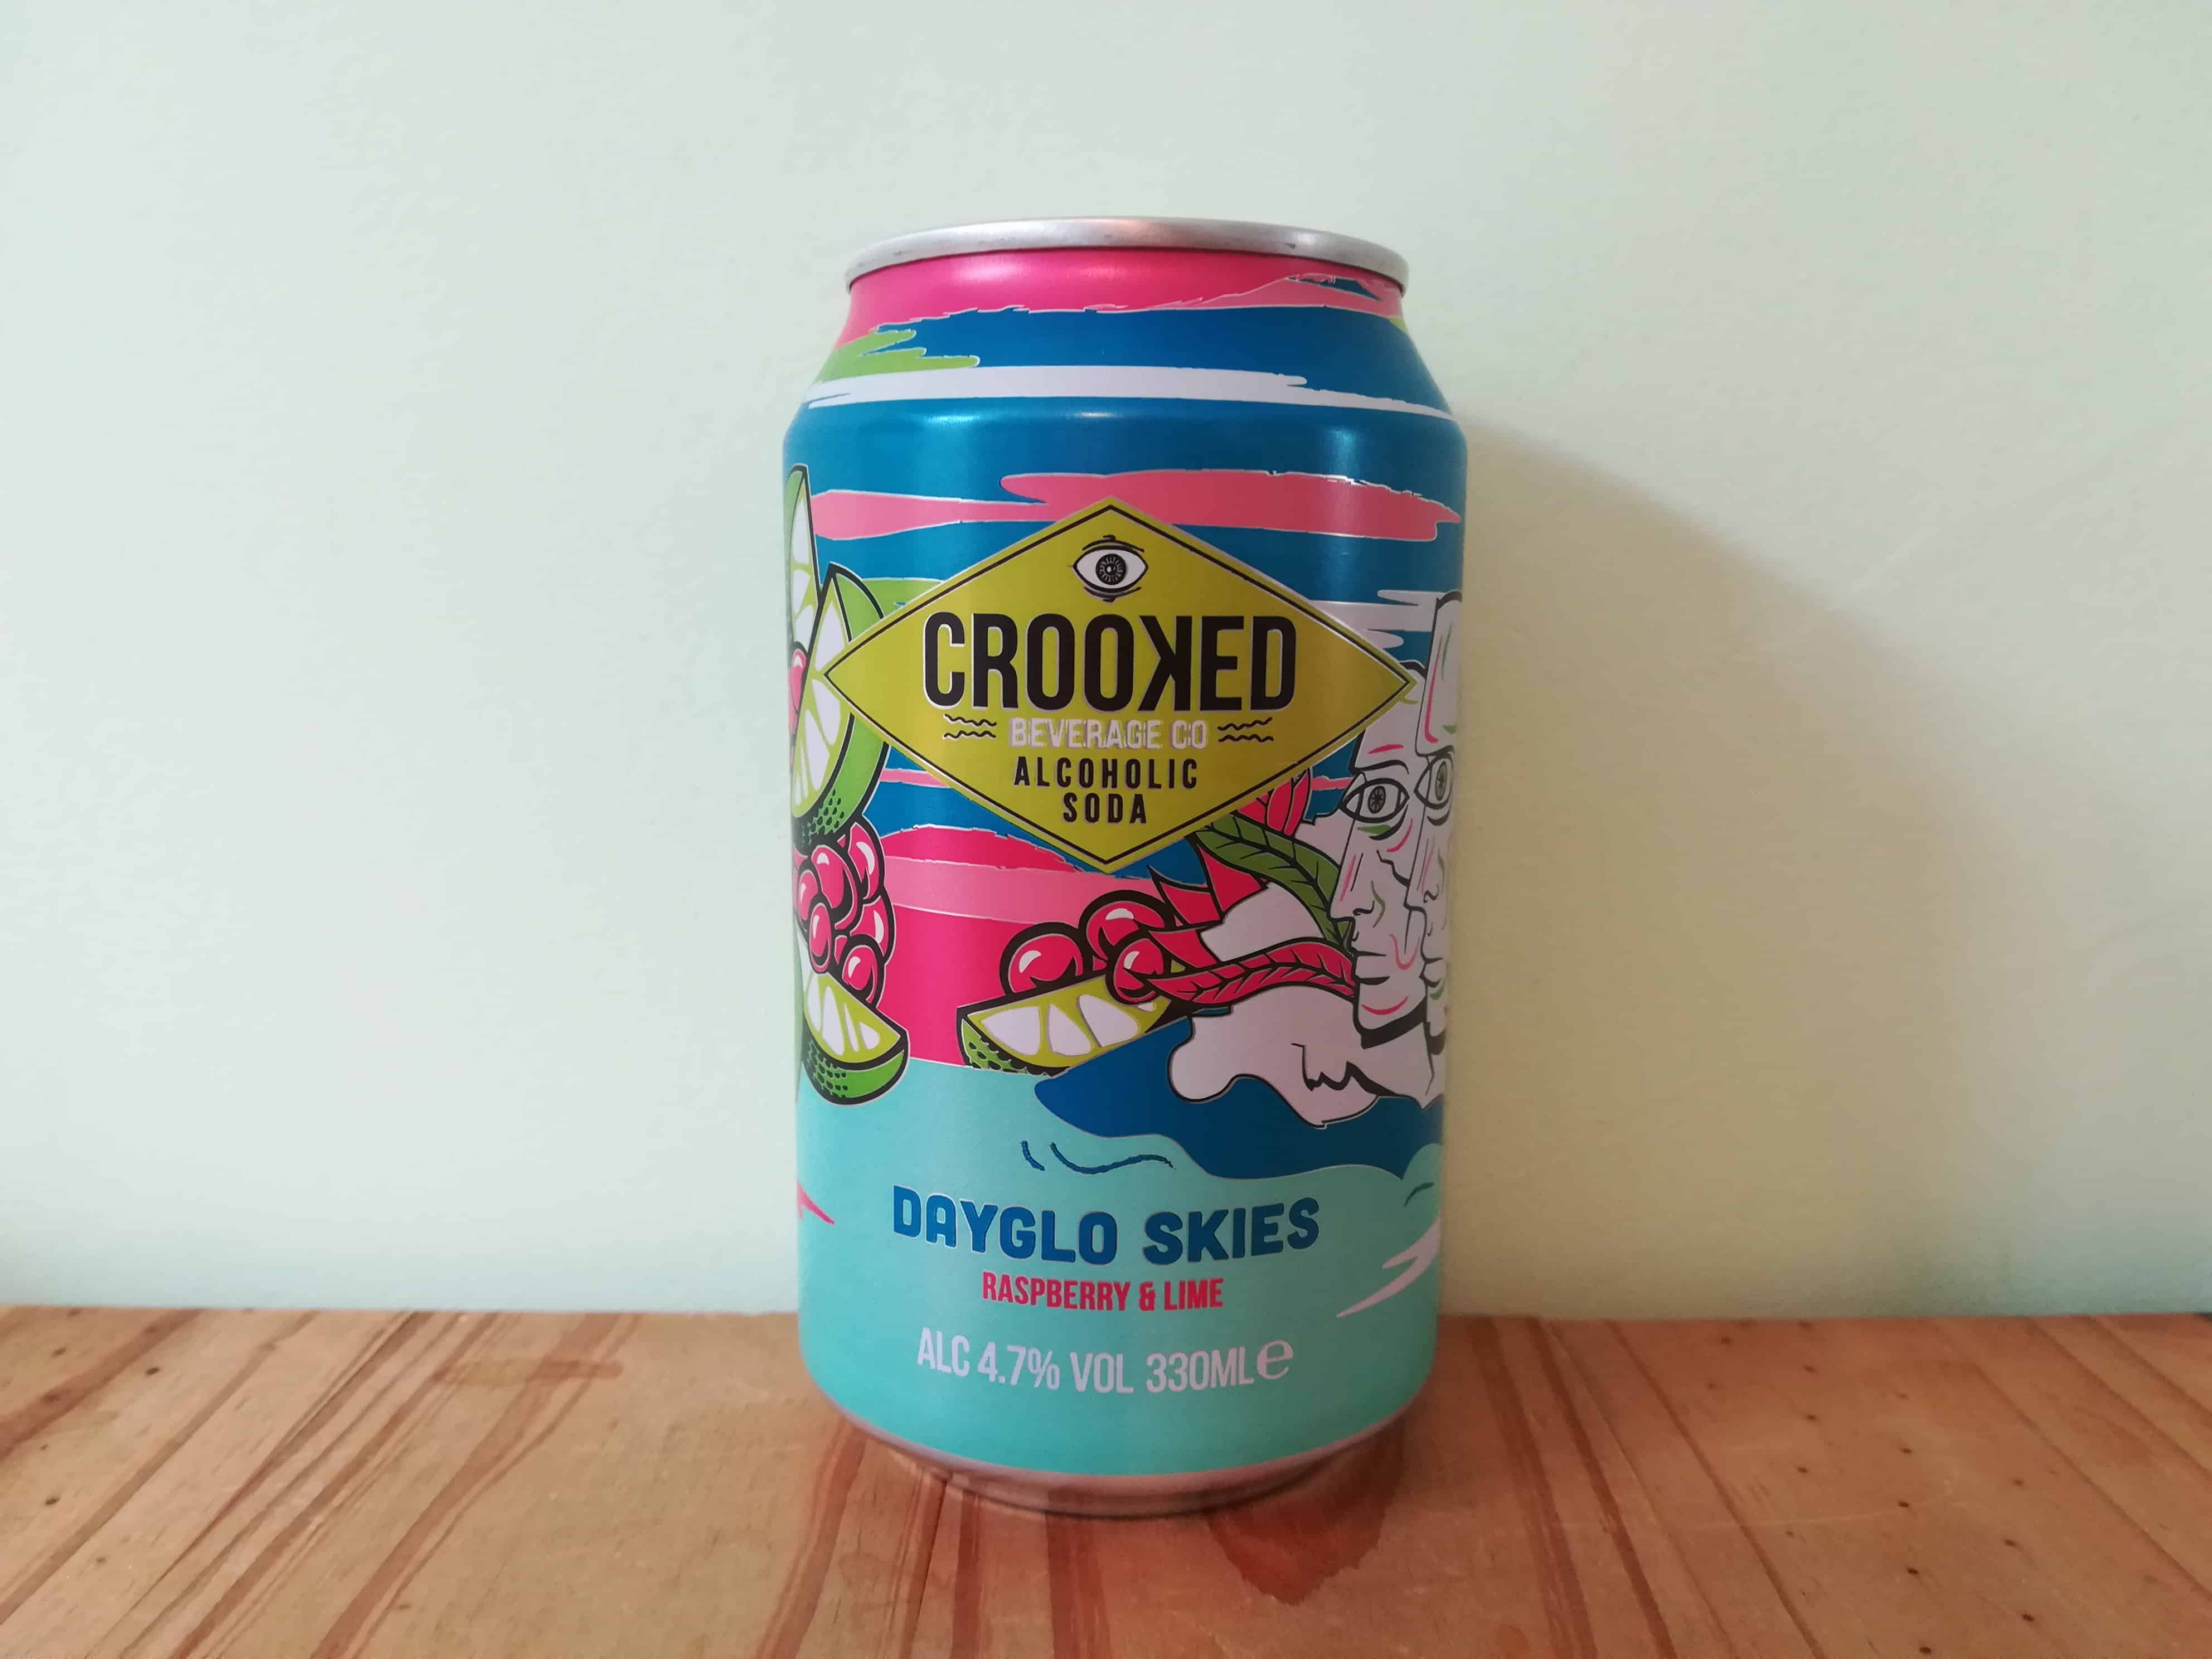 CROOKED
BEVERAGE CO
ALCOHOLIC
SODA
DAYGLO SKIES
RASPBERRY & LIME
ALC 4.7% VOL 330ML℮